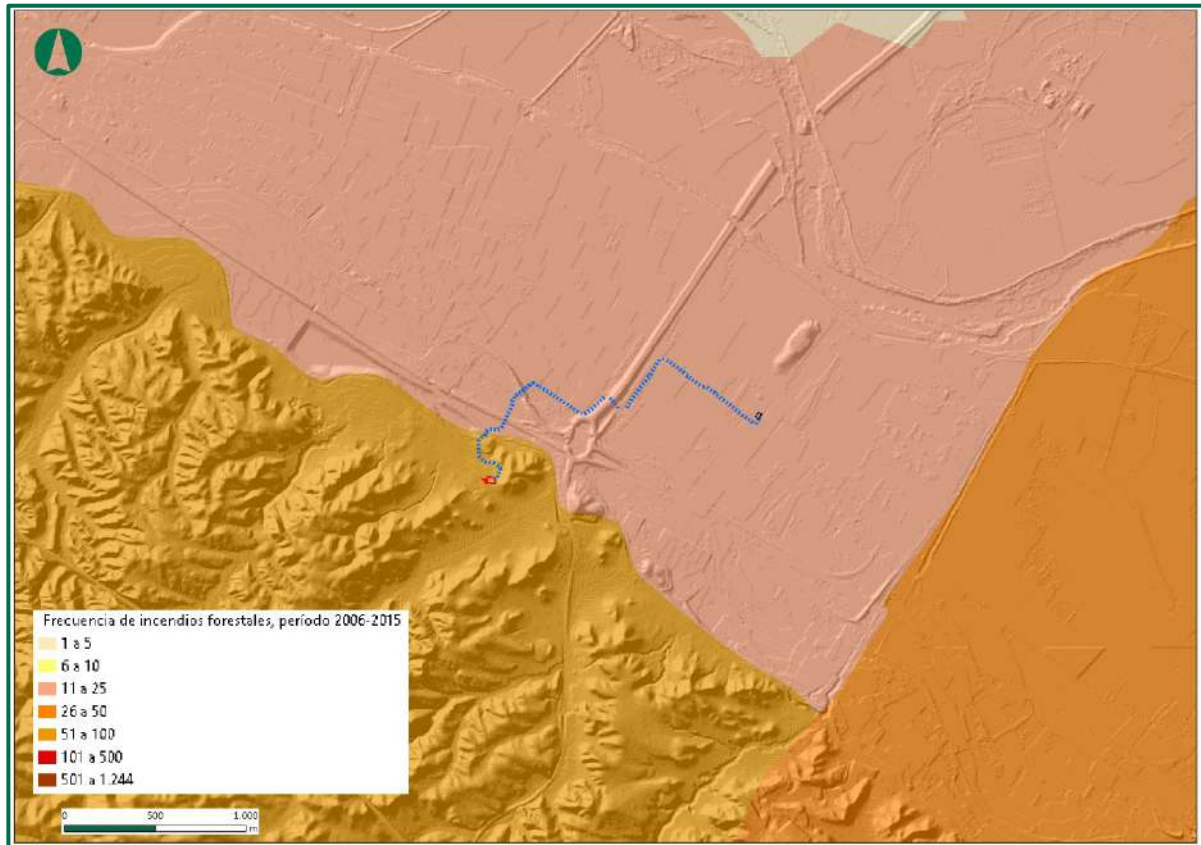 Frecuencia de incendios forestales, período 2006-2015
1 a 5
6 a 10
11 a 25
26 a 50
51 a 100
101 a 500
501 a 1.244
0 500 1.000
m